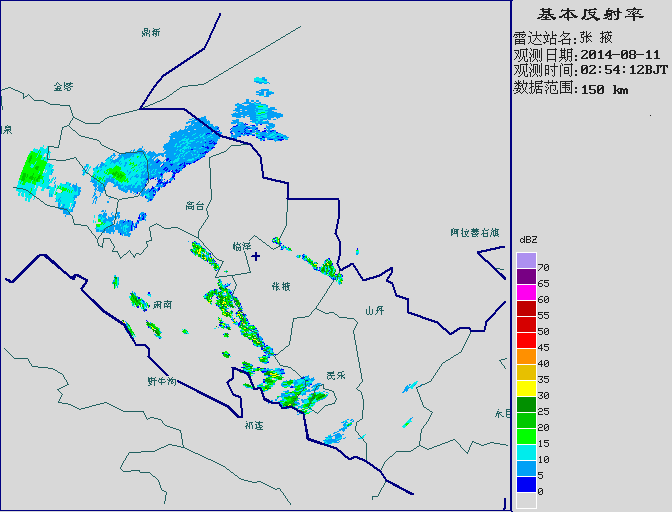 基本反射率
雷达站名:张 掖
观测日期:2014-08-11
观测时间:02:54:12BJT
数据范围:150 km
鼎新
金塔
泉
高台
临泽
阿拉善右旗
张掖
肃南
山丹
民乐
野牛沟
祁连
永昌
dBZ
70
65
60
55
50
45
40
35
30
25
20
15
10
5
0